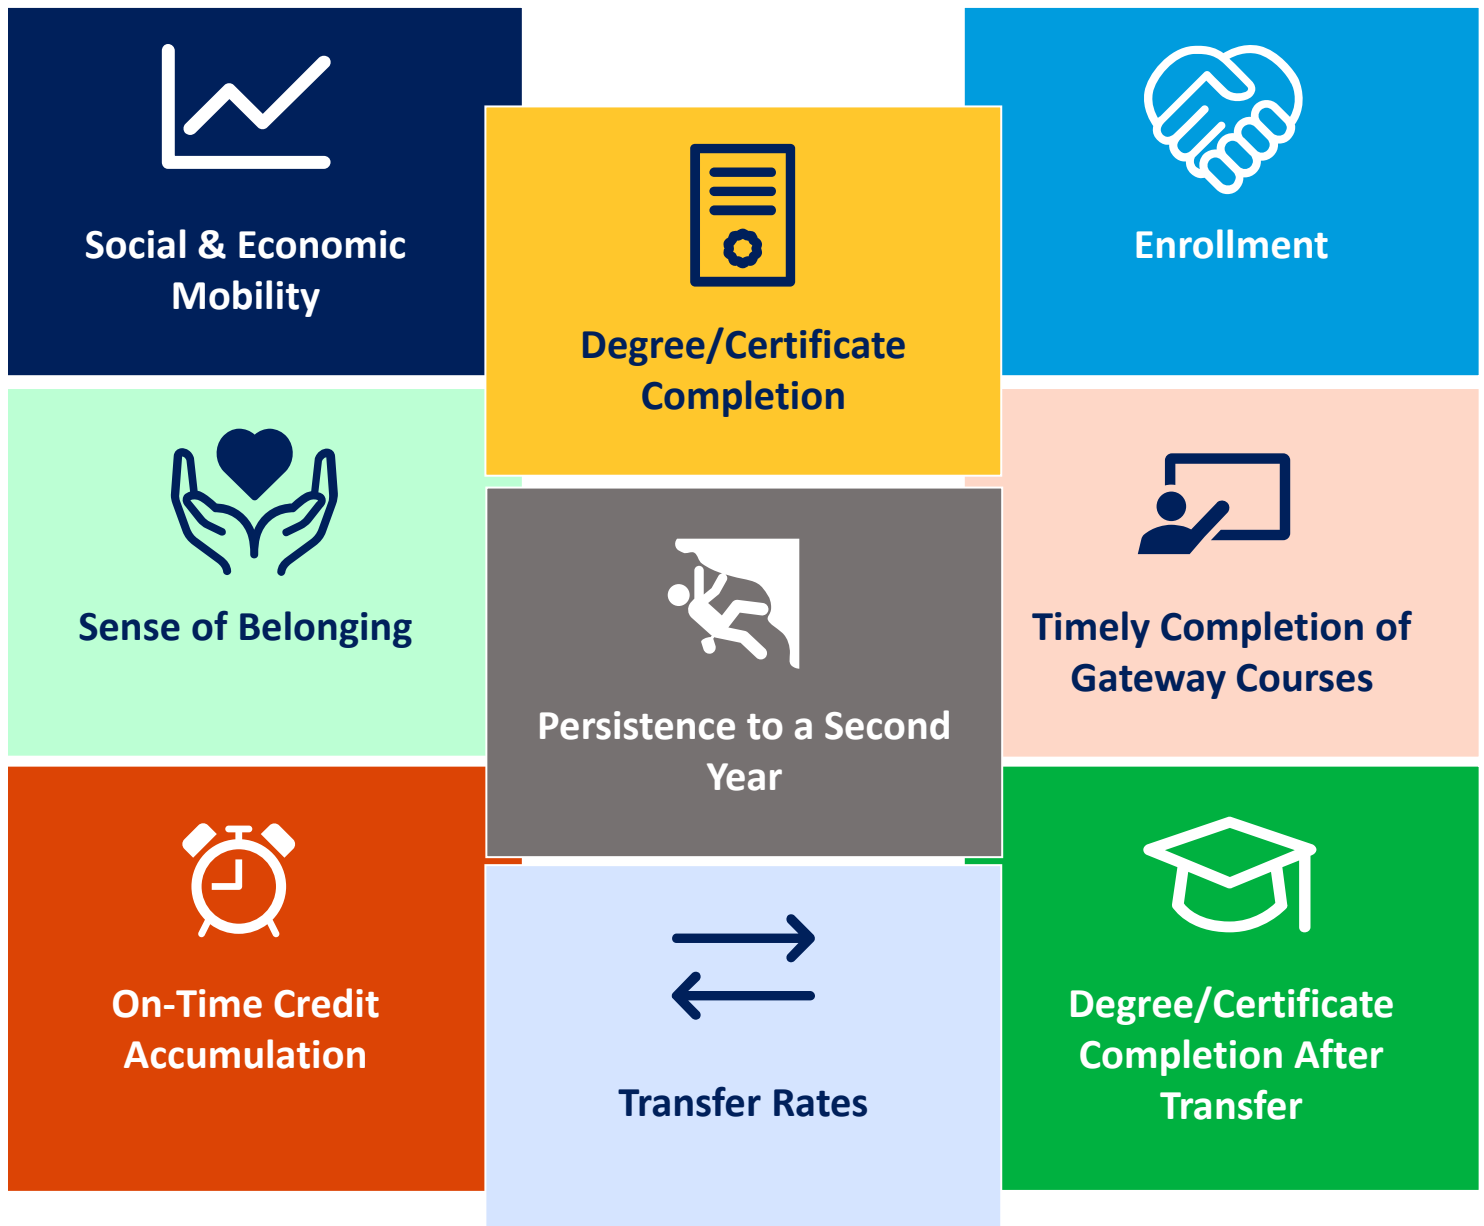 Social & Economic
Mobility
Degree/Certificate
Completion
Enrollment
Sense of Belonging
Persistence to a Second
Year
Timely Completion of
Gateway Courses
On-Time Credit
Accumulation
Transfer Rates
Degree/Certificate
Completion After
Transfer